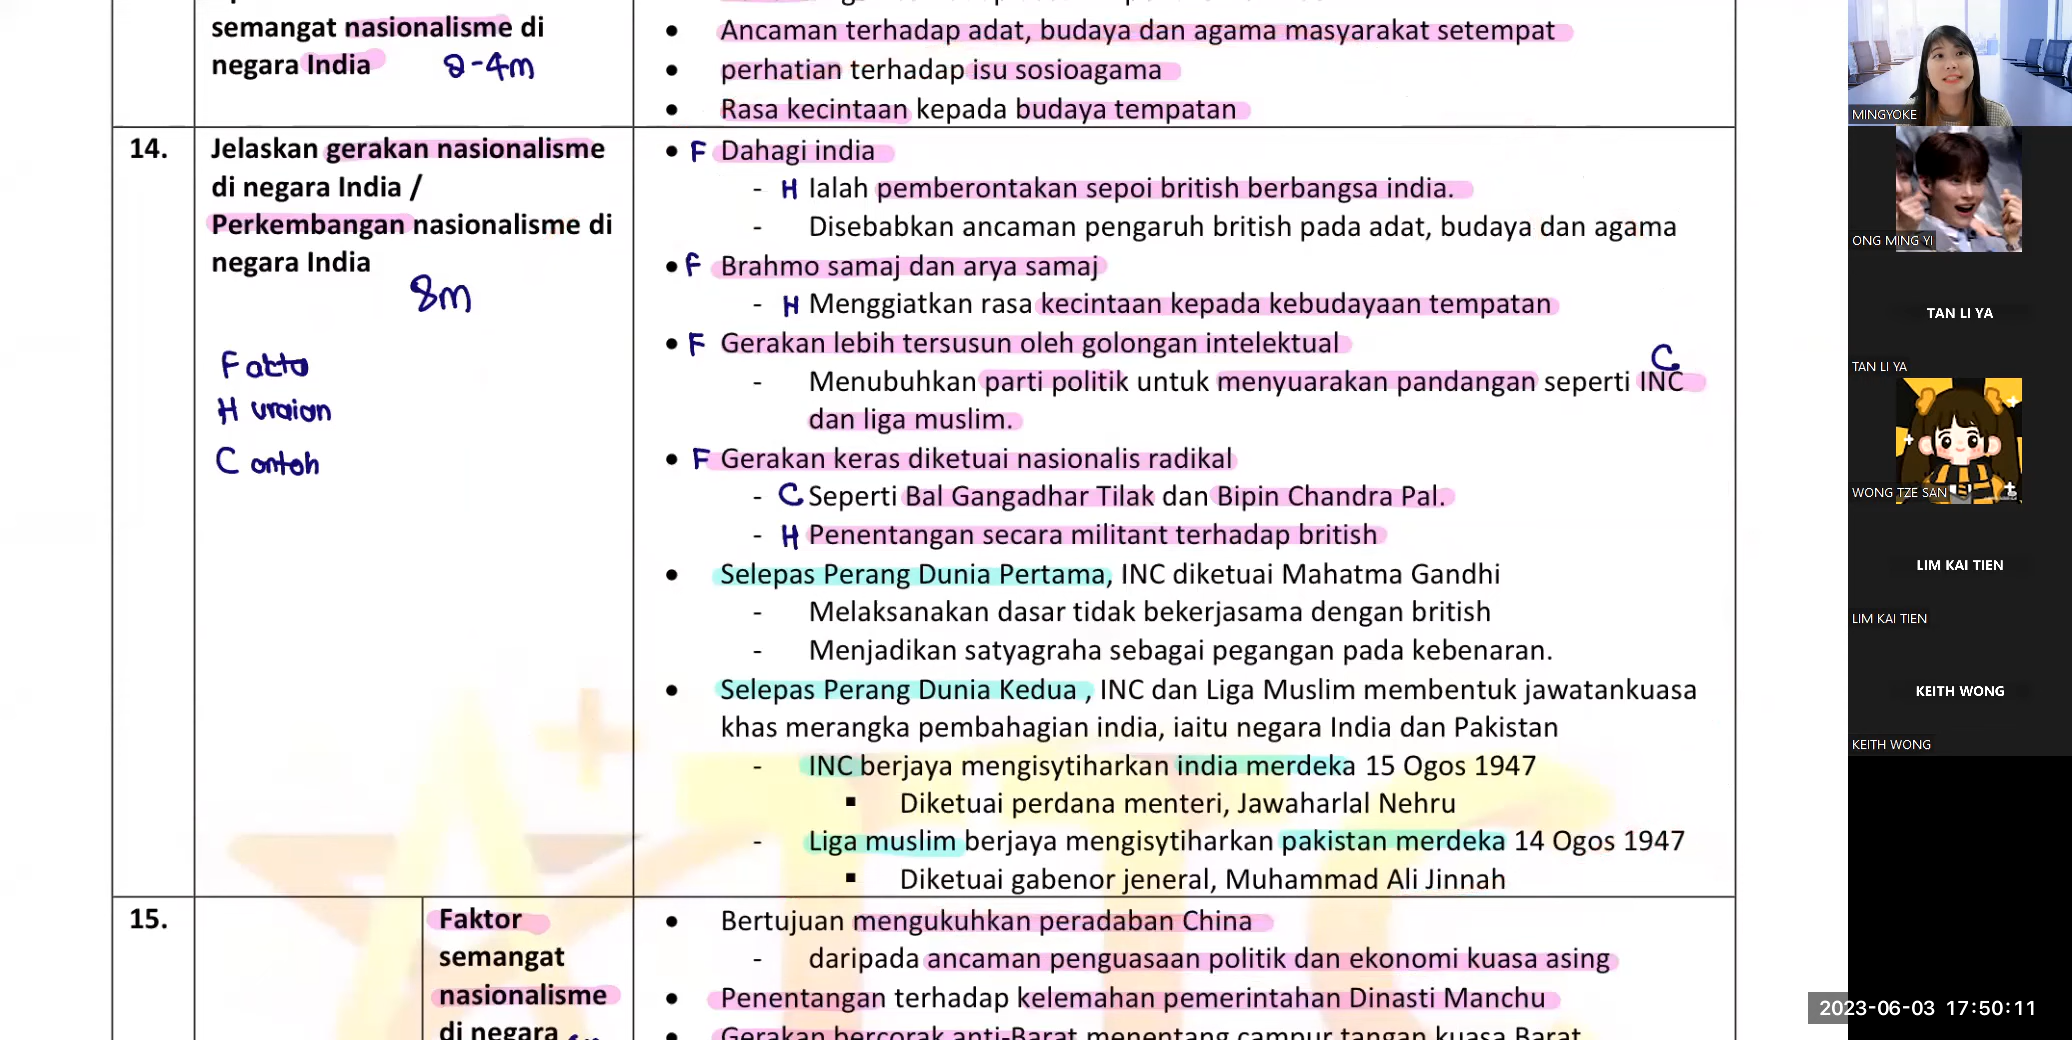 semangat nasionalisme di
negara India 2-4m
• Ancaman terhadap adat, budaya dan agama masyarakat setempat
• perhatian terhadap isu sosioagama
• Rasa kecintaan kepada budaya tempatan
14.
Jelaskan gerakan nasionalisme
di negara India /
Perkembangan nasionalisme di
negara India
8m
Fakta
Huraian
Contoh
• F Dahagi india
- H Ialah pemberontakan sepoi british berbangsa india.
- Disebabkan ancaman pengaruh british pada adat, budaya dan agama
• F Brahmo samaj dan arya samaj
- H Menggiatkan rasa kecintaan kepada kebudayaan tempatan
• F Gerakan lebih tersusun oleh golongan intelektual
C
- Menubuhkan parti politik untuk menyuarakan pandangan seperti INC
dan liga muslim.
• F Gerakan keras diketuai nasionalis radikal
- C Seperti Bal Gangadhar Tilak dan Bipin Chandra Pal.
- H Penentangan secara militant terhadap british
• Selepas Perang Dunia Pertama, INC diketuai Mahatma Gandhi
- Melaksanakan dasar tidak bekerjasama dengan british
- Menjadikan satyagraha sebagai pegangan pada kebenaran.
• Selepas Perang Dunia Kedua , INC dan Liga Muslim membentuk jawatankuasa
khas merangka pembahagian india, iaitu negara India dan Pakistan
- INC berjaya mengisytiharkan india merdeka 15 Ogos 1947
▪ Diketuai perdana menteri, Jawaharlal Nehru
- Liga muslim berjaya mengisytiharkan pakistan merdeka 14 Ogos 1947
▪ Diketuai gabenor jeneral, Muhammad Ali Jinnah
15.
Faktor
semangat
nasionalisme
di negara
• Bertujuan mengukuhkan peradaban China
- daripada ancaman penguasaan politik dan ekonomi kuasa asing
• Penentangan terhadap kelemahan pemerintahan Dinasti Manchu
• Gerakan bercorak anti-Barat menentang campur tangan kuasa Barat
MINGYOKE
ONG MING YI
TAN LI YA
TAN LI YA
WONG TZE SAN
LIM KAI TIEN
LIM KAI TIEN
KEITH WONG
KEITH WONG
2023-06-03 17:50:11